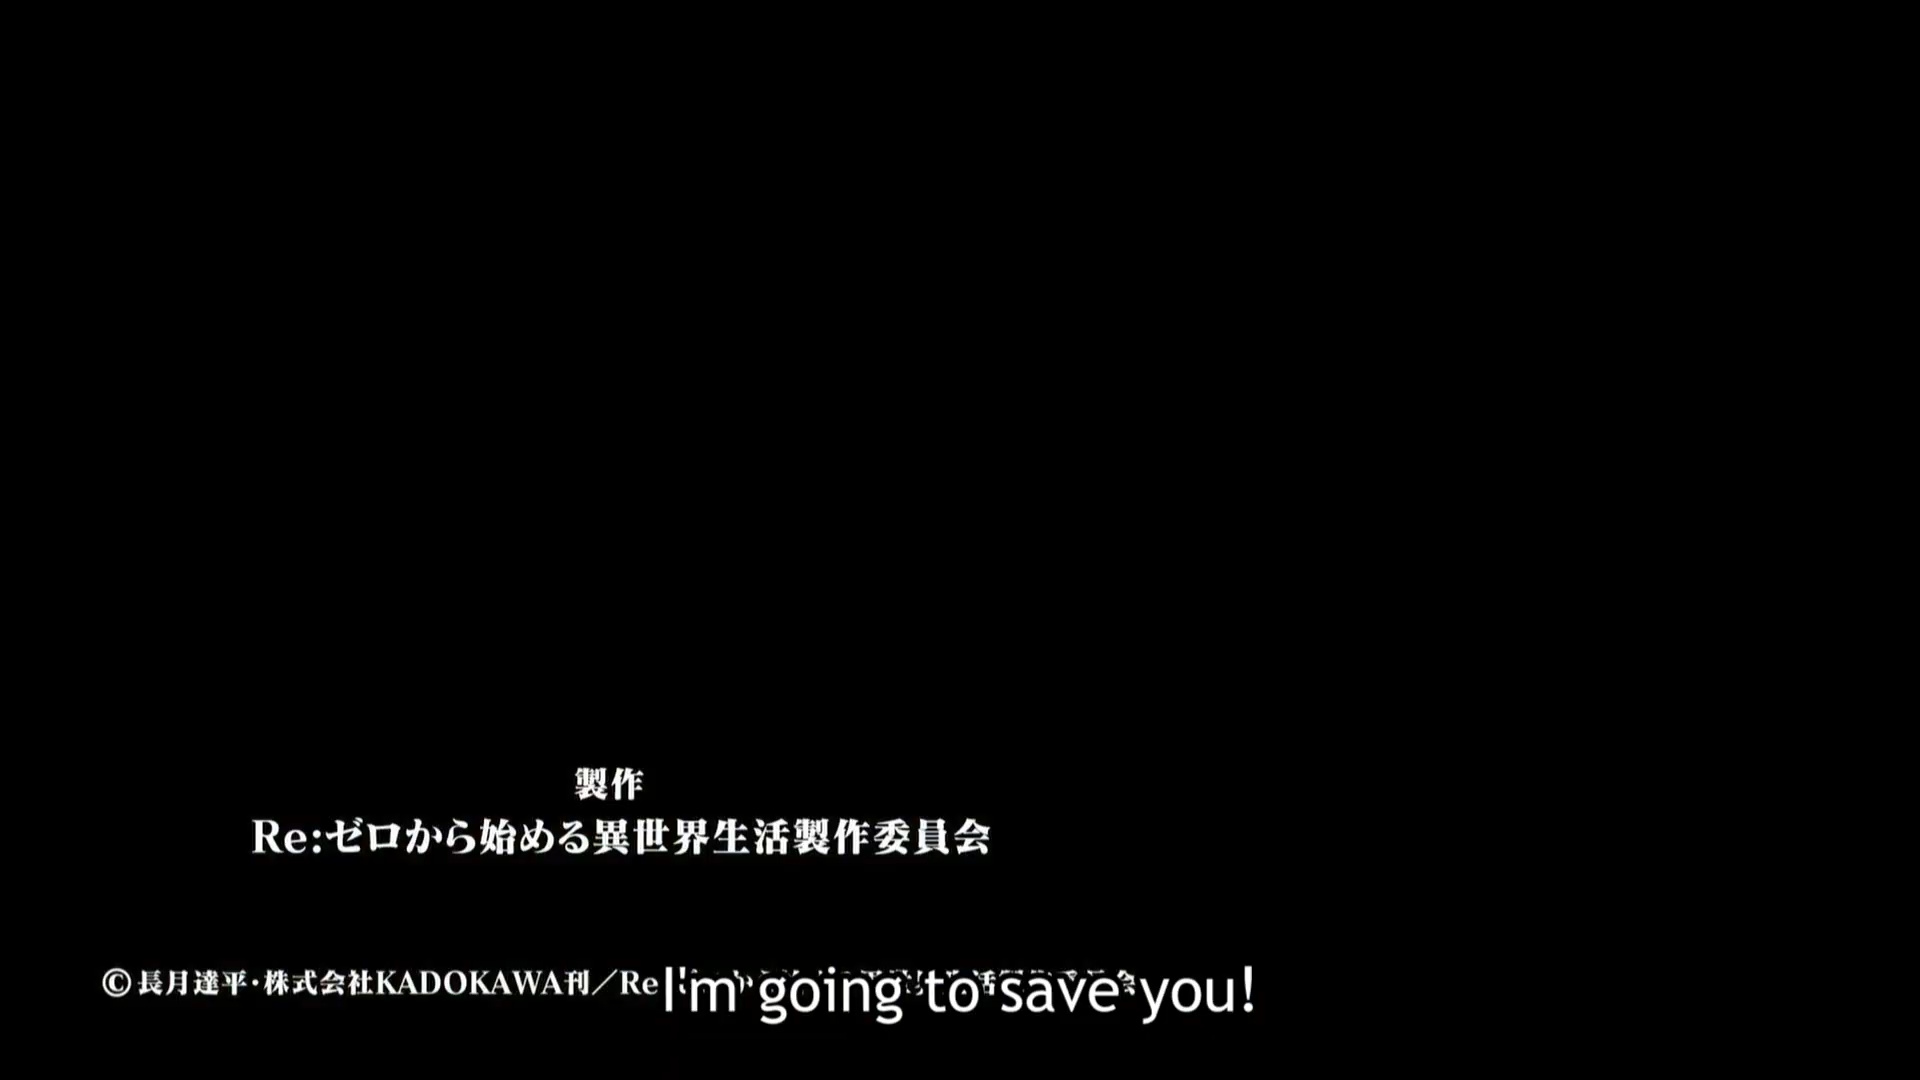 製作
Re:ゼロから始める異世界生活製作委員会
©長月達平・株式会社KADOKAWA刊／Re
I'm going to save you!